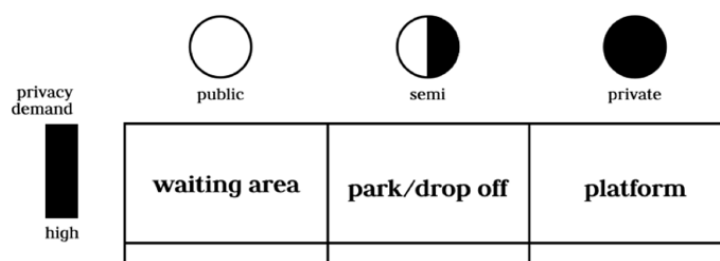 public semi private
privacy
demand
waiting area park/drop off platform
high